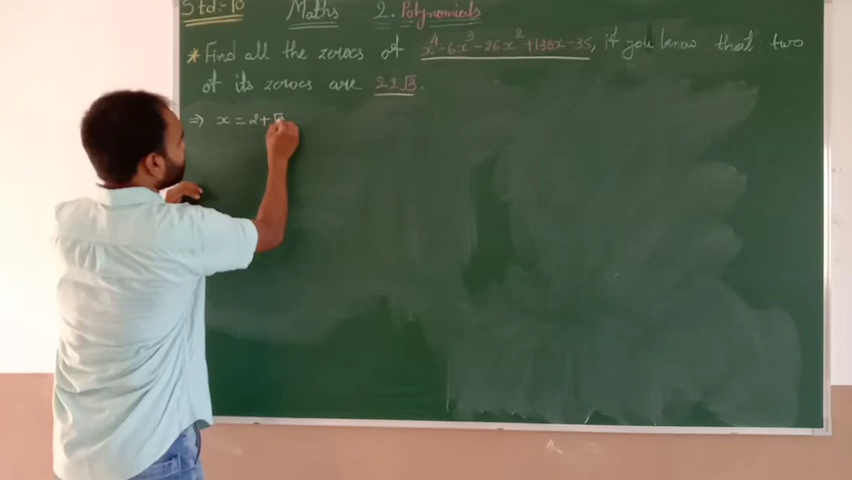 Std:- 10 Maths 2. Polynomials
* Find all the zeroes of x⁴-6x³-26x²+138x-35, if you know that two
of its zeroes are 2±√3.
⇒ x = 2+√3